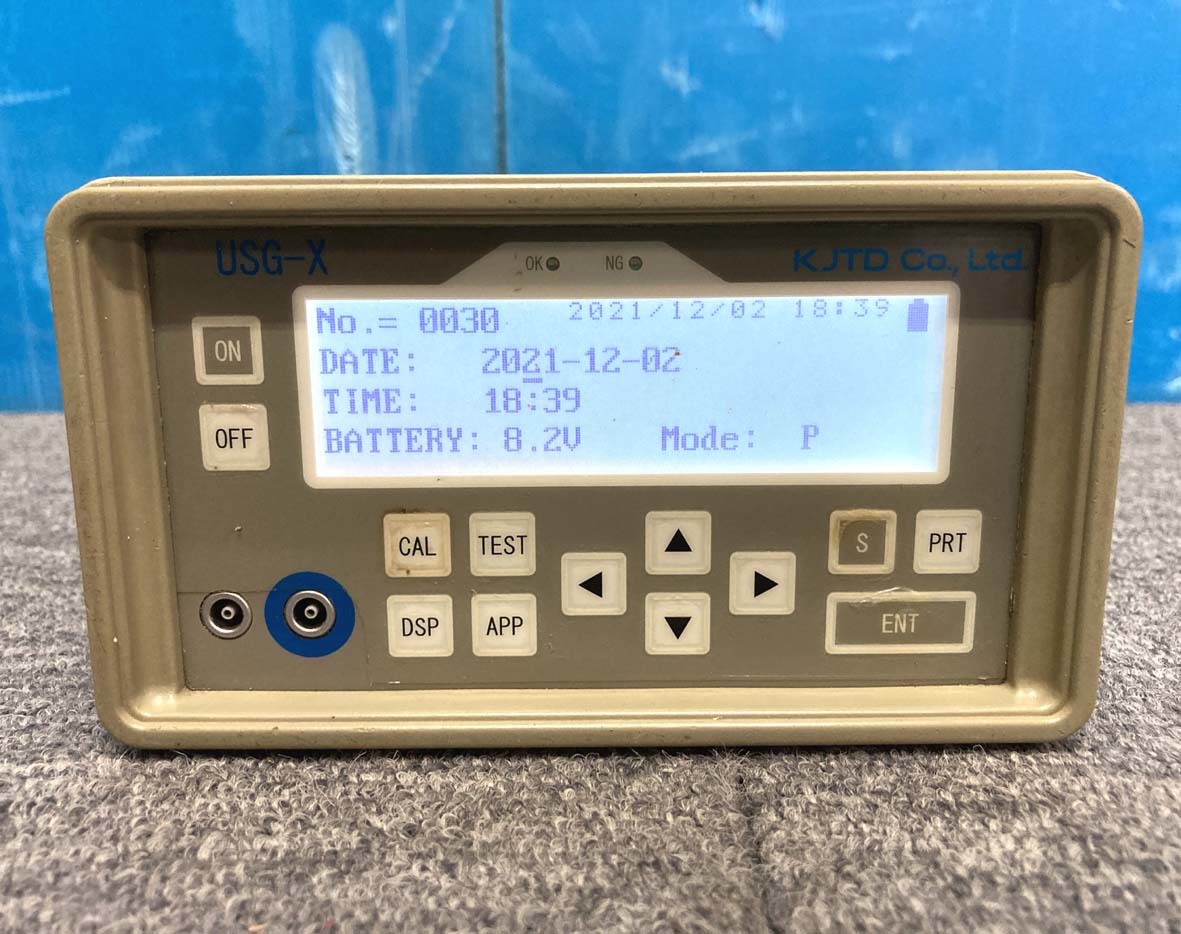 USG-X
OK NG
KJTD Co., Ltd.
2021/12/02 18:39
No.= 0030
DATE: 2021-12-02
TIME: 18:39
BATTERY: 8.2V Mode: P
ON
OFF
CAL TEST S PRT
DSP APP ENT